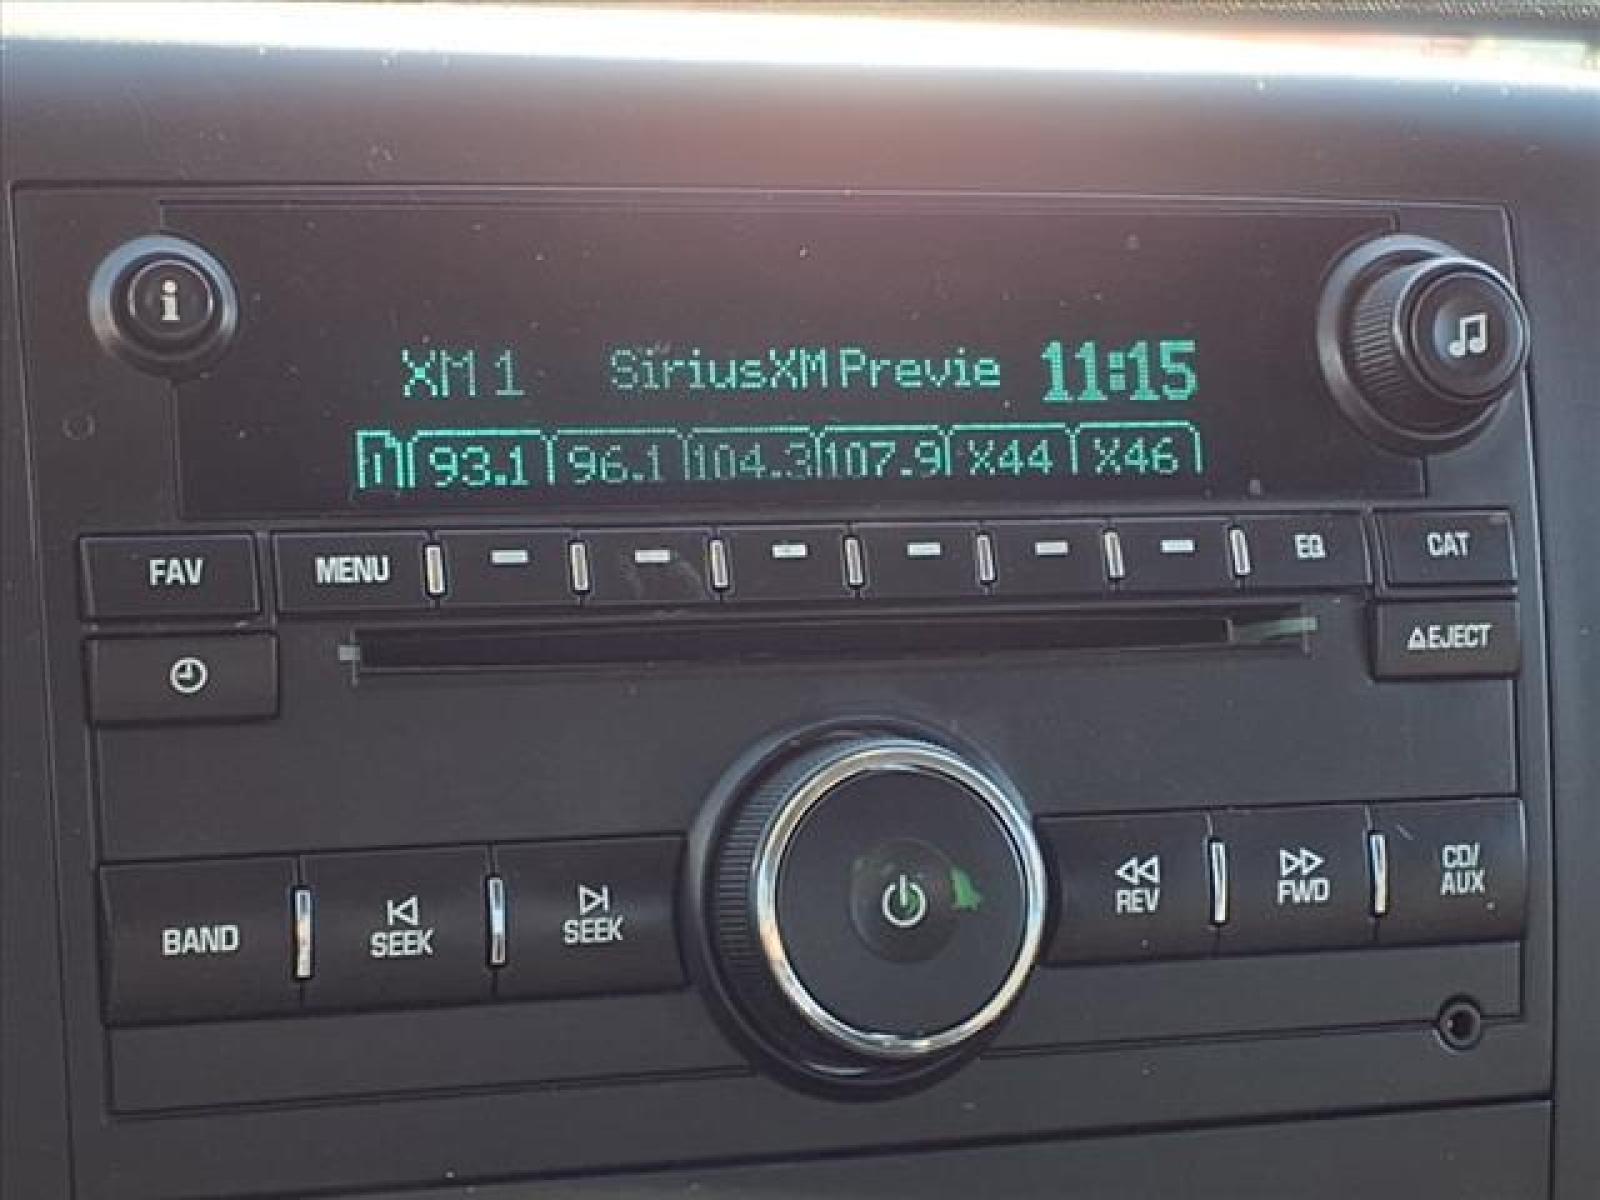 i
XM 1 SiriusXM Previe 11:15
1 93.1 96.1 104.3 107.9 X44 X46
FAV MENU EQ CAT
EJECT
BAND SEEK SEEK REV FWD CD/
AUX